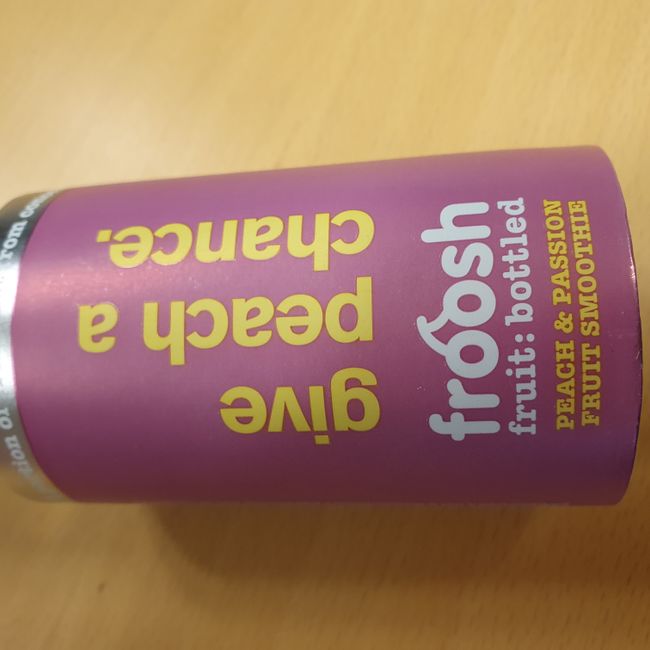 give
peach a
chance.
froosh
fruit: bottled
PEACH & PASSION
FRUIT SMOOTHIE